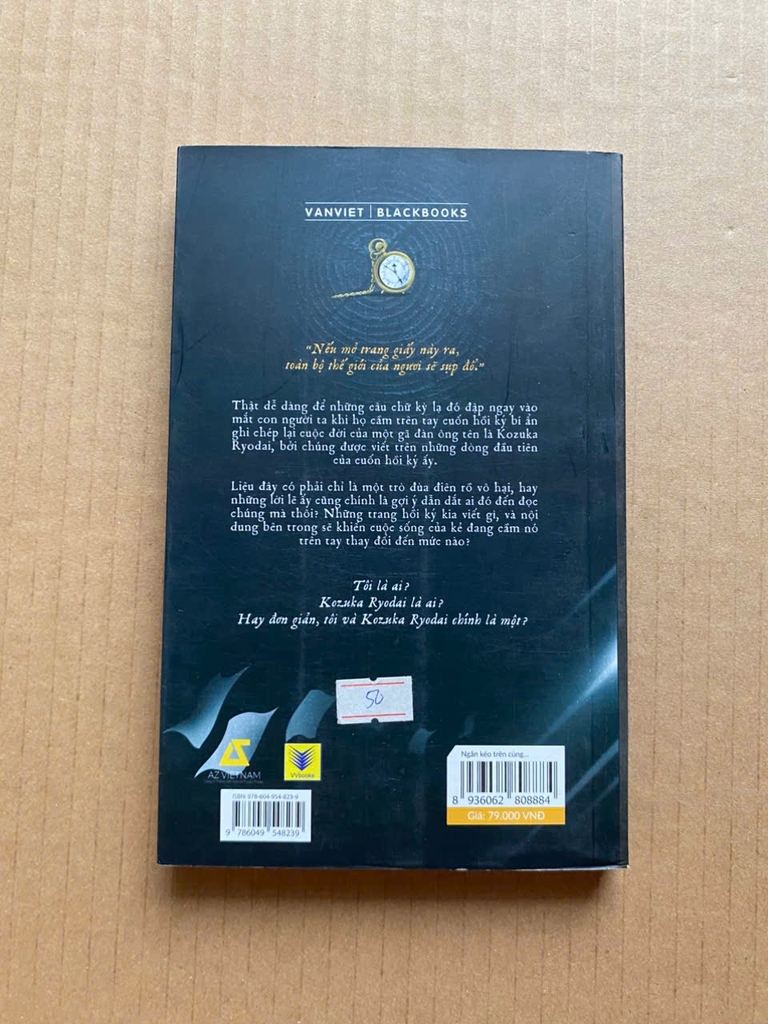 VANVIET | BLACKBOOKS
"Nếu mở trang giấy này ra,
toàn bộ thế giới của ngươi sẽ sụp đổ."
Thật dễ dàng để những câu chữ kỳ lạ đó đập ngay vào
mắt con người ta khi họ cầm trên tay cuốn hồi ký bí ẩn
ghi chép lại cuộc đời của một gã đàn ông tên là Kozuka
Ryodai, bởi chúng được viết trên những dòng đầu tiên
của cuốn hồi ký ấy.
Liệu đây có phải chỉ là một trò đùa điên rồ vô hại, hay
những lời lẽ ấy cũng chính là gợi ý dẫn dắt ai đó đến đọc
chúng mà thôi? Những trang hồi ký kia viết gì, và nội
dung bên trong sẽ khiến cuộc sống của kẻ đang cầm nó
trên tay thay đổi đến mức nào?
Tôi là ai?
Kozuka Ryodai là ai?
Hay đơn giản, tôi và Kozuka Ryodai chính là một?
50
AZ VIETNAM
VVbooks
ISBN: 978-604-954-823-9
9 786049 548239
Ngăn kéo trên cùng...
8 936062 808884
Giá: 79.000 VNĐ